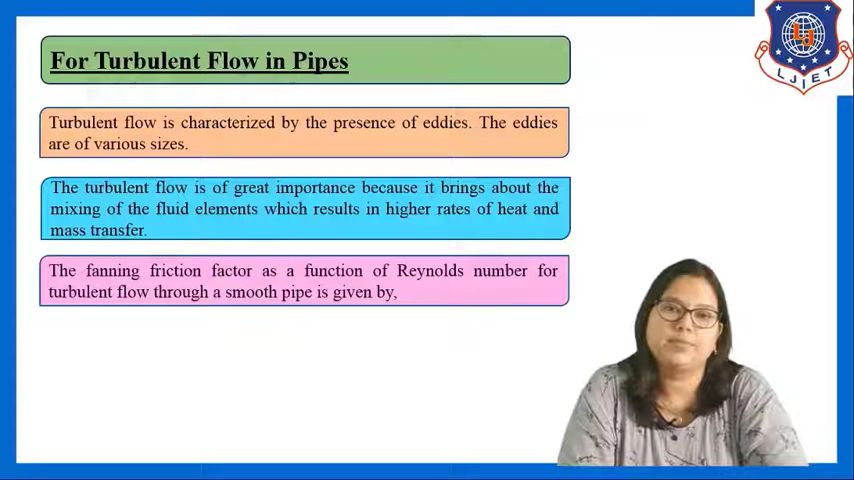 For Turbulent Flow in Pipes
Turbulent flow is characterized by the presence of eddies. The eddies
are of various sizes.
The turbulent flow is of great importance because it brings about the
mixing of the fluid elements which results in higher rates of heat and
mass transfer.
The fanning friction factor as a function of Reynolds number for
turbulent flow through a smooth pipe is given by,
LJ
LJIET